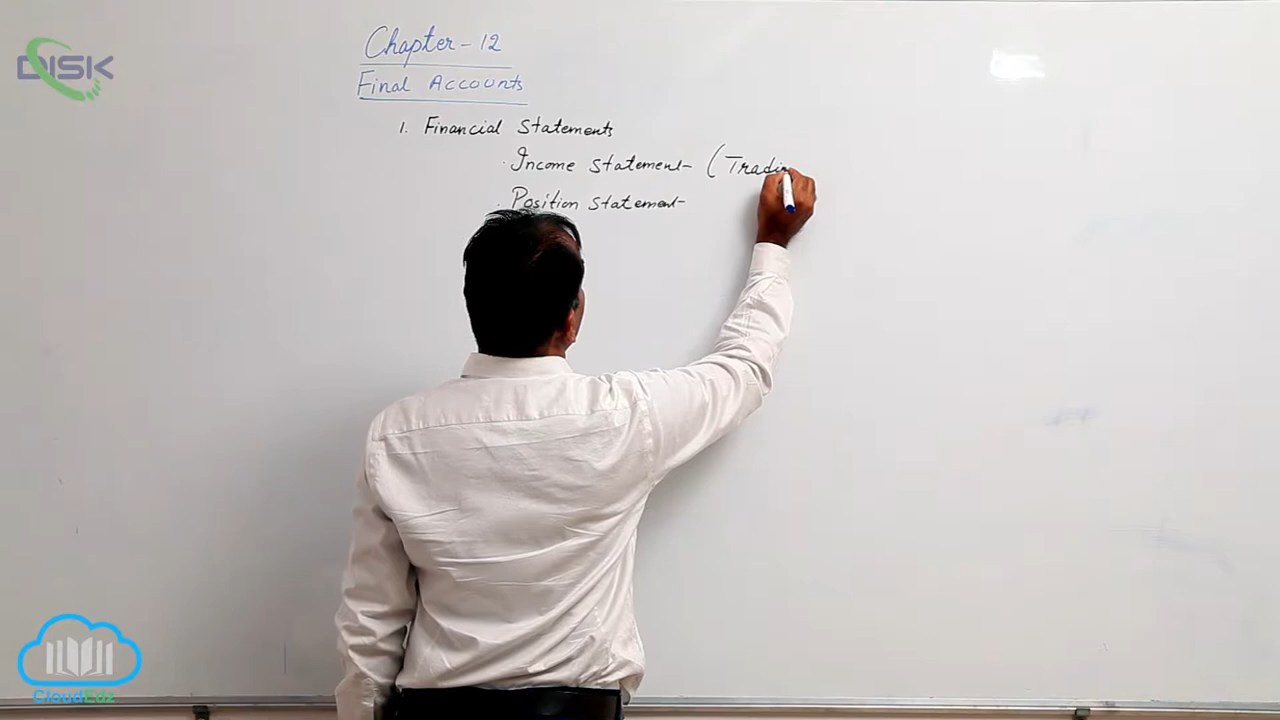 DISK
Chapter-12
Final Accounts
1. Financial Statements
· Income Statement- (Tradin
· Position Statement-
CloudEdz